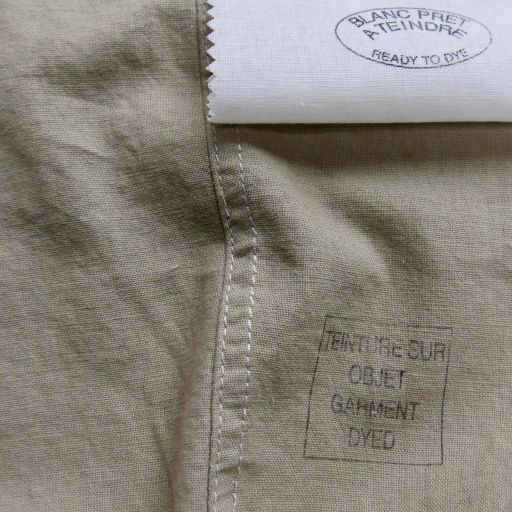 BLANC PRET
A TEINDRE
READY TO DYE
TEINTURE SUR
OBJET
GARMENT
DYED